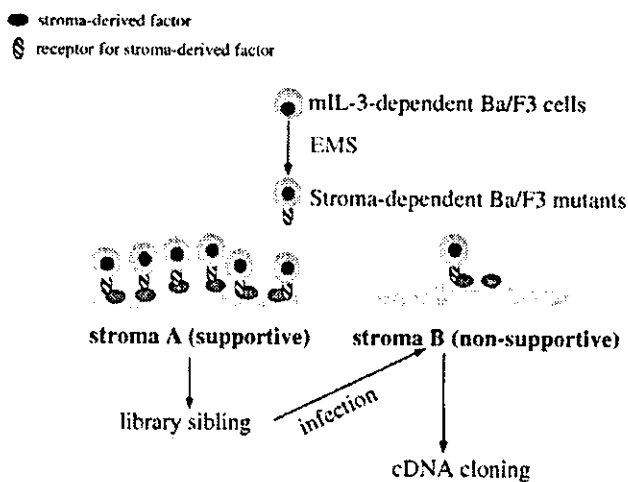 stroma-derived factor
receptor for stroma-derived factor
mIL-3-dependent Ba/F3 cells
EMS
Stroma-dependent Ba/F3 mutants
stroma A (supportive)
stroma B (non-supportive)
library sibling
infection
cDNA cloning